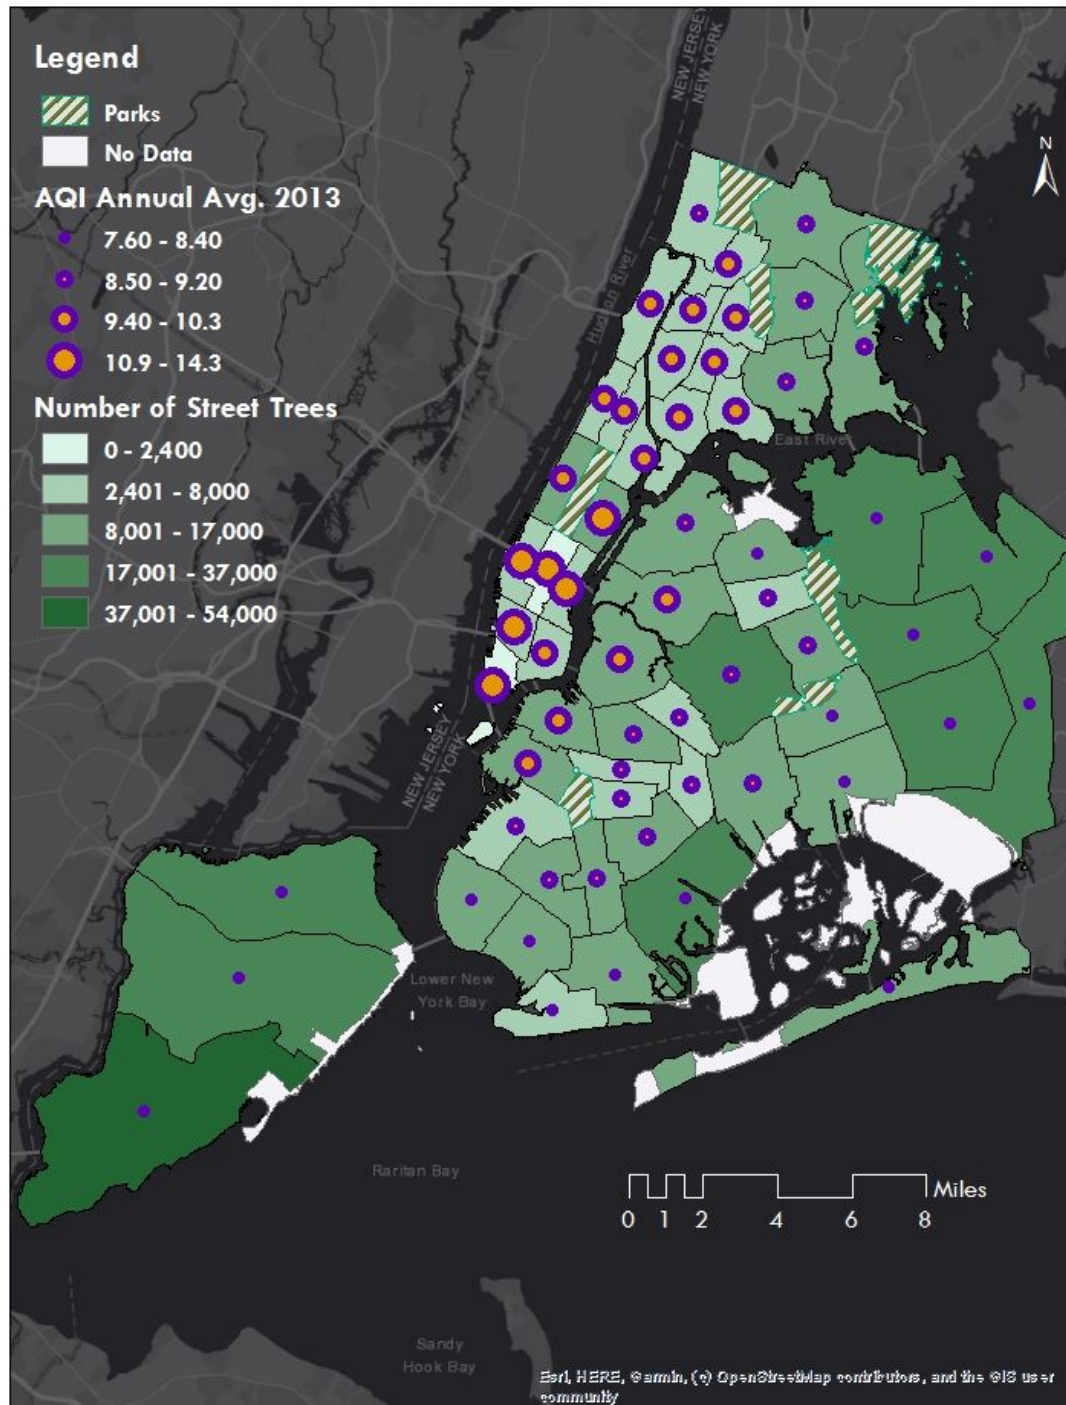 Legend
Parks
No Data
AQI Annual Avg. 2013
7.60 - 8.40
8.50 - 9.20
9.40 - 10.3
10.9 - 14.3
Number of Street Trees
0 - 2,400
2,401 - 8,000
8,001 - 17,000
17,001 - 37,000
37,001 - 54,000
NEW JERSEY
NEW YORK
N
Hudson River
East River
NEW JERSEY
NEW YORK
Lower New
York Bay
Raritan Bay
Miles
0 1 2 4 6 8
Sandy
Hook Bay
Esri, HERE, Garmin, (c) OpenStreetMap contributors, and the GIS user
community